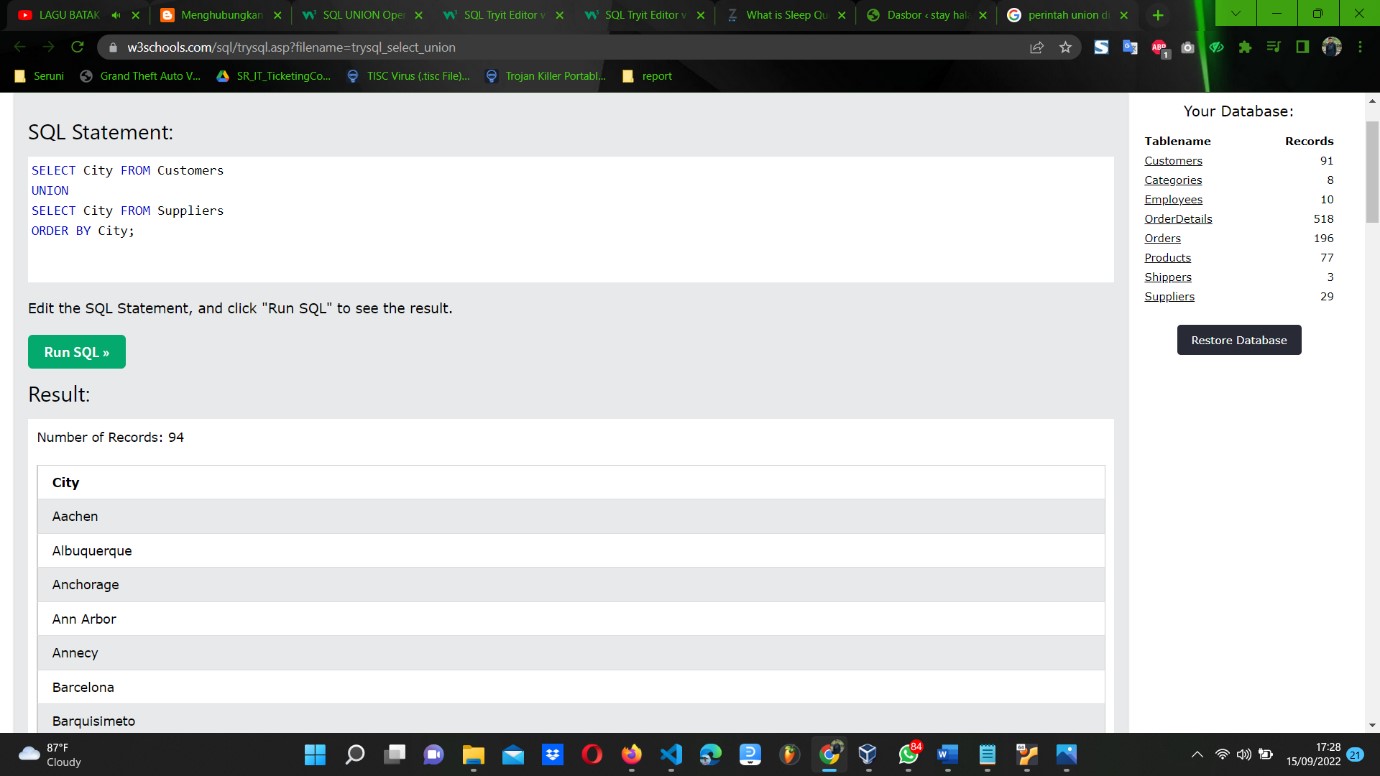 LAGU BATAK
Menghubungkan
SQL UNION Ope
SQL Tryit Editor v
SQL Tryit Editor v
What is Sleep Qu
Dasbor ‹ stay hal
perintah union di
w3schools.com/sql/trysql.asp?filename=trysql_select_union
ABP
1
Seruni
Grand Theft Auto V...
SR_IT_TicketingCo...
TISC Virus (.tisc File)...
Trojan Killer Portabl...
report
SQL Statement:
SELECT City FROM Customers
UNION
SELECT City FROM Suppliers
ORDER BY City;
Edit the SQL Statement, and click "Run SQL" to see the result.
Run SQL »
Result:
Number of Records: 94
City
Aachen
Albuquerque
Anchorage
Ann Arbor
Annecy
Barcelona
Barquisimeto
Your Database:
Tablename Records
Customers 91
Categories 8
Employees 10
OrderDetails 518
Orders 196
Products 77
Shippers 3
Suppliers 29
Restore Database
87°F
Cloudy
84
17:28
15/09/2022
21